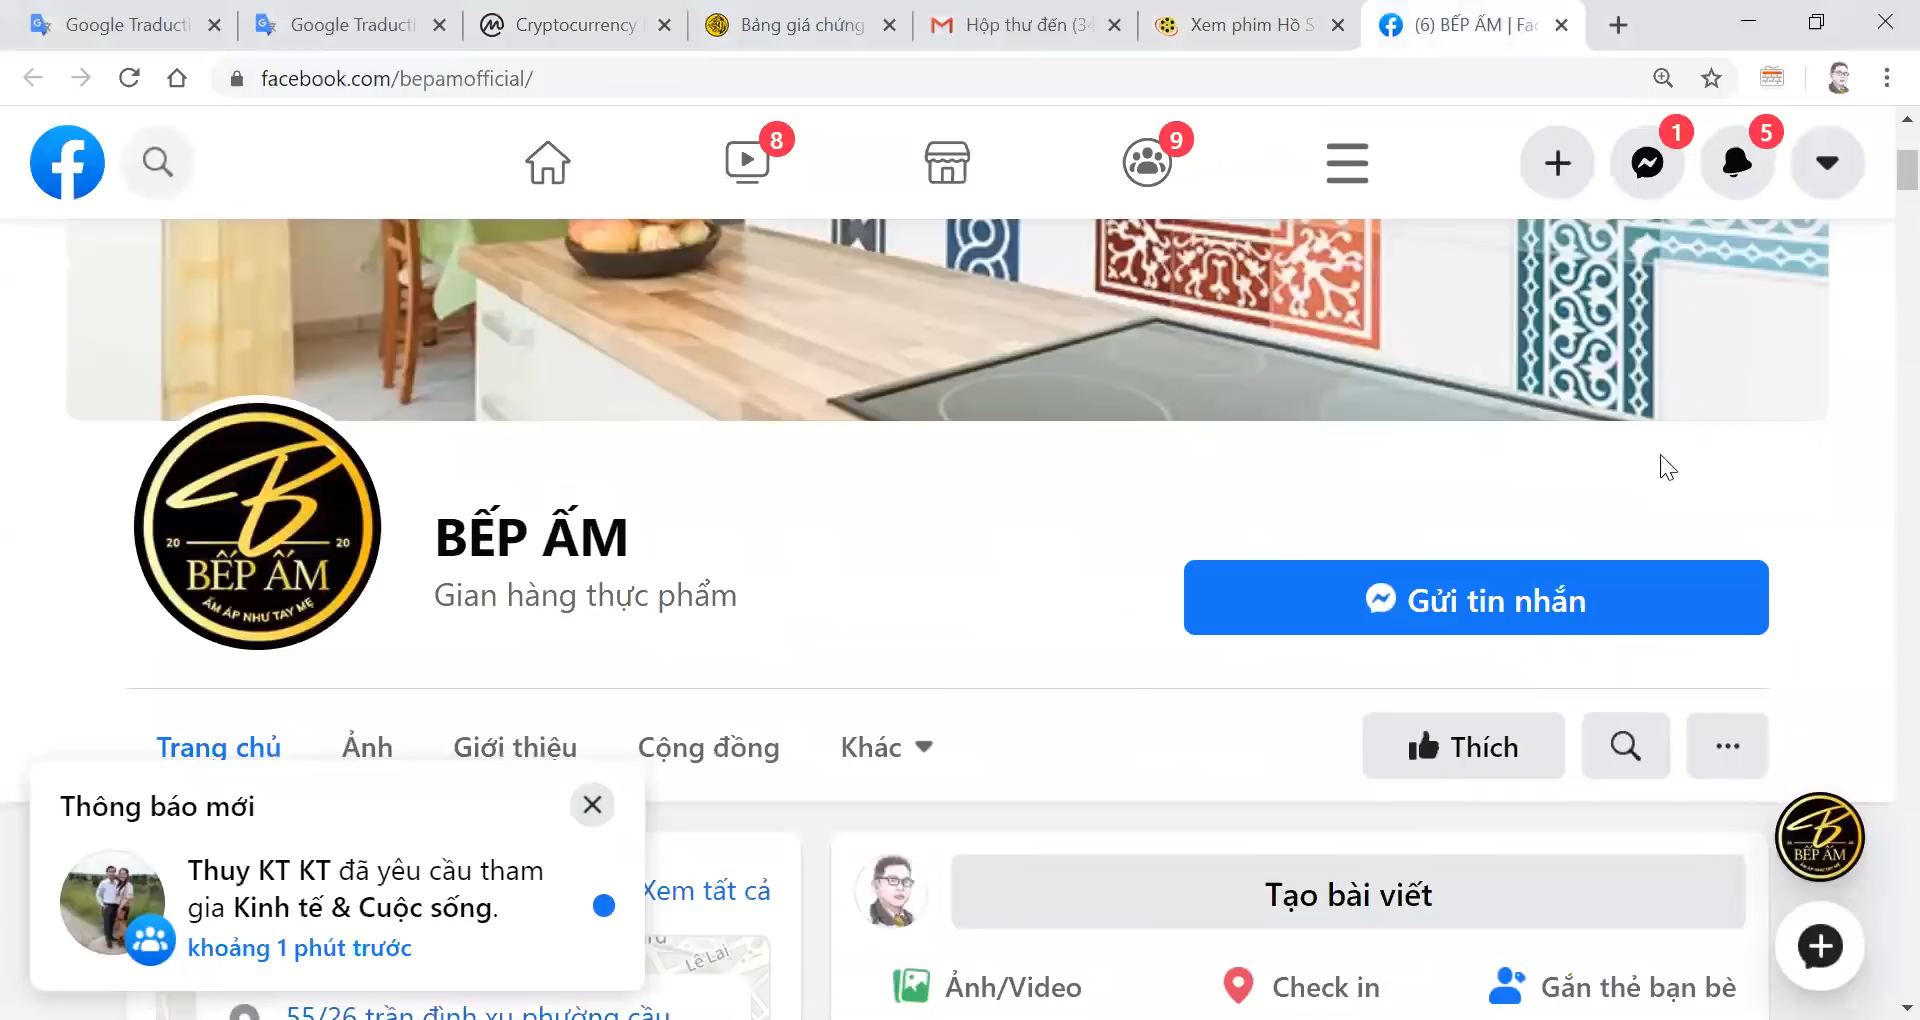 Google Traducti
Google Traducti
Cryptocurrency
Bảng giá chứng
Hộp thư đến (34
Xem phim Hồ S
(6) BẾP ẤM | Fac
facebook.com/bepamofficial/
8
9
1
5
20 20
BẾP ẤM
ẤM ÁP NHƯ TAY MẸ
BẾP ẤM
Gian hàng thực phẩm
Gửi tin nhắn
Trang chủ
Ảnh
Giới thiệu
Cộng đồng
Khác
Thích
Thông báo mới
Thuy KT KT đã yêu cầu tham
gia Kinh tế & Cuộc sống.
khoảng 1 phút trước
Xem tất cả
Lê Lai
55/26 trần đình xu phường cầu
Tạo bài viết
Ảnh/Video
Check in
Gắn thẻ bạn bè
BẾP ẤM